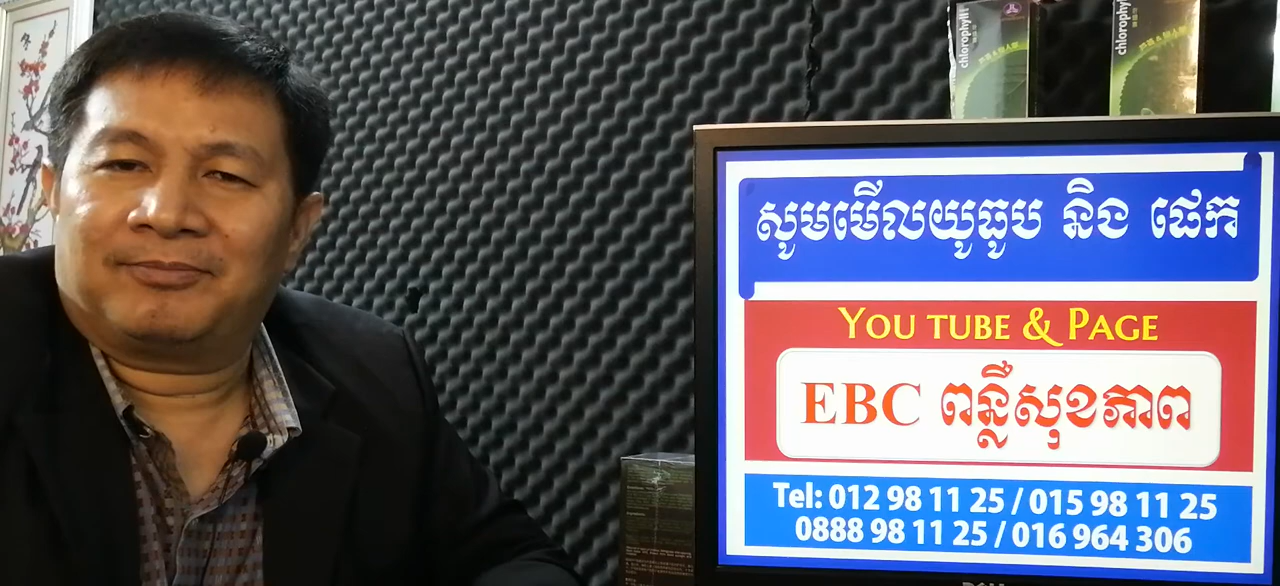 chlorophyll
chlorophyll
សូមមើលយូធូប និង ផេក
YOU TUBE & PAGE
EBC ពន្លឺសុខភាព
Tel: 012 98 11 25 / 015 98 11 25
0888 98 11 25 / 016 964 306